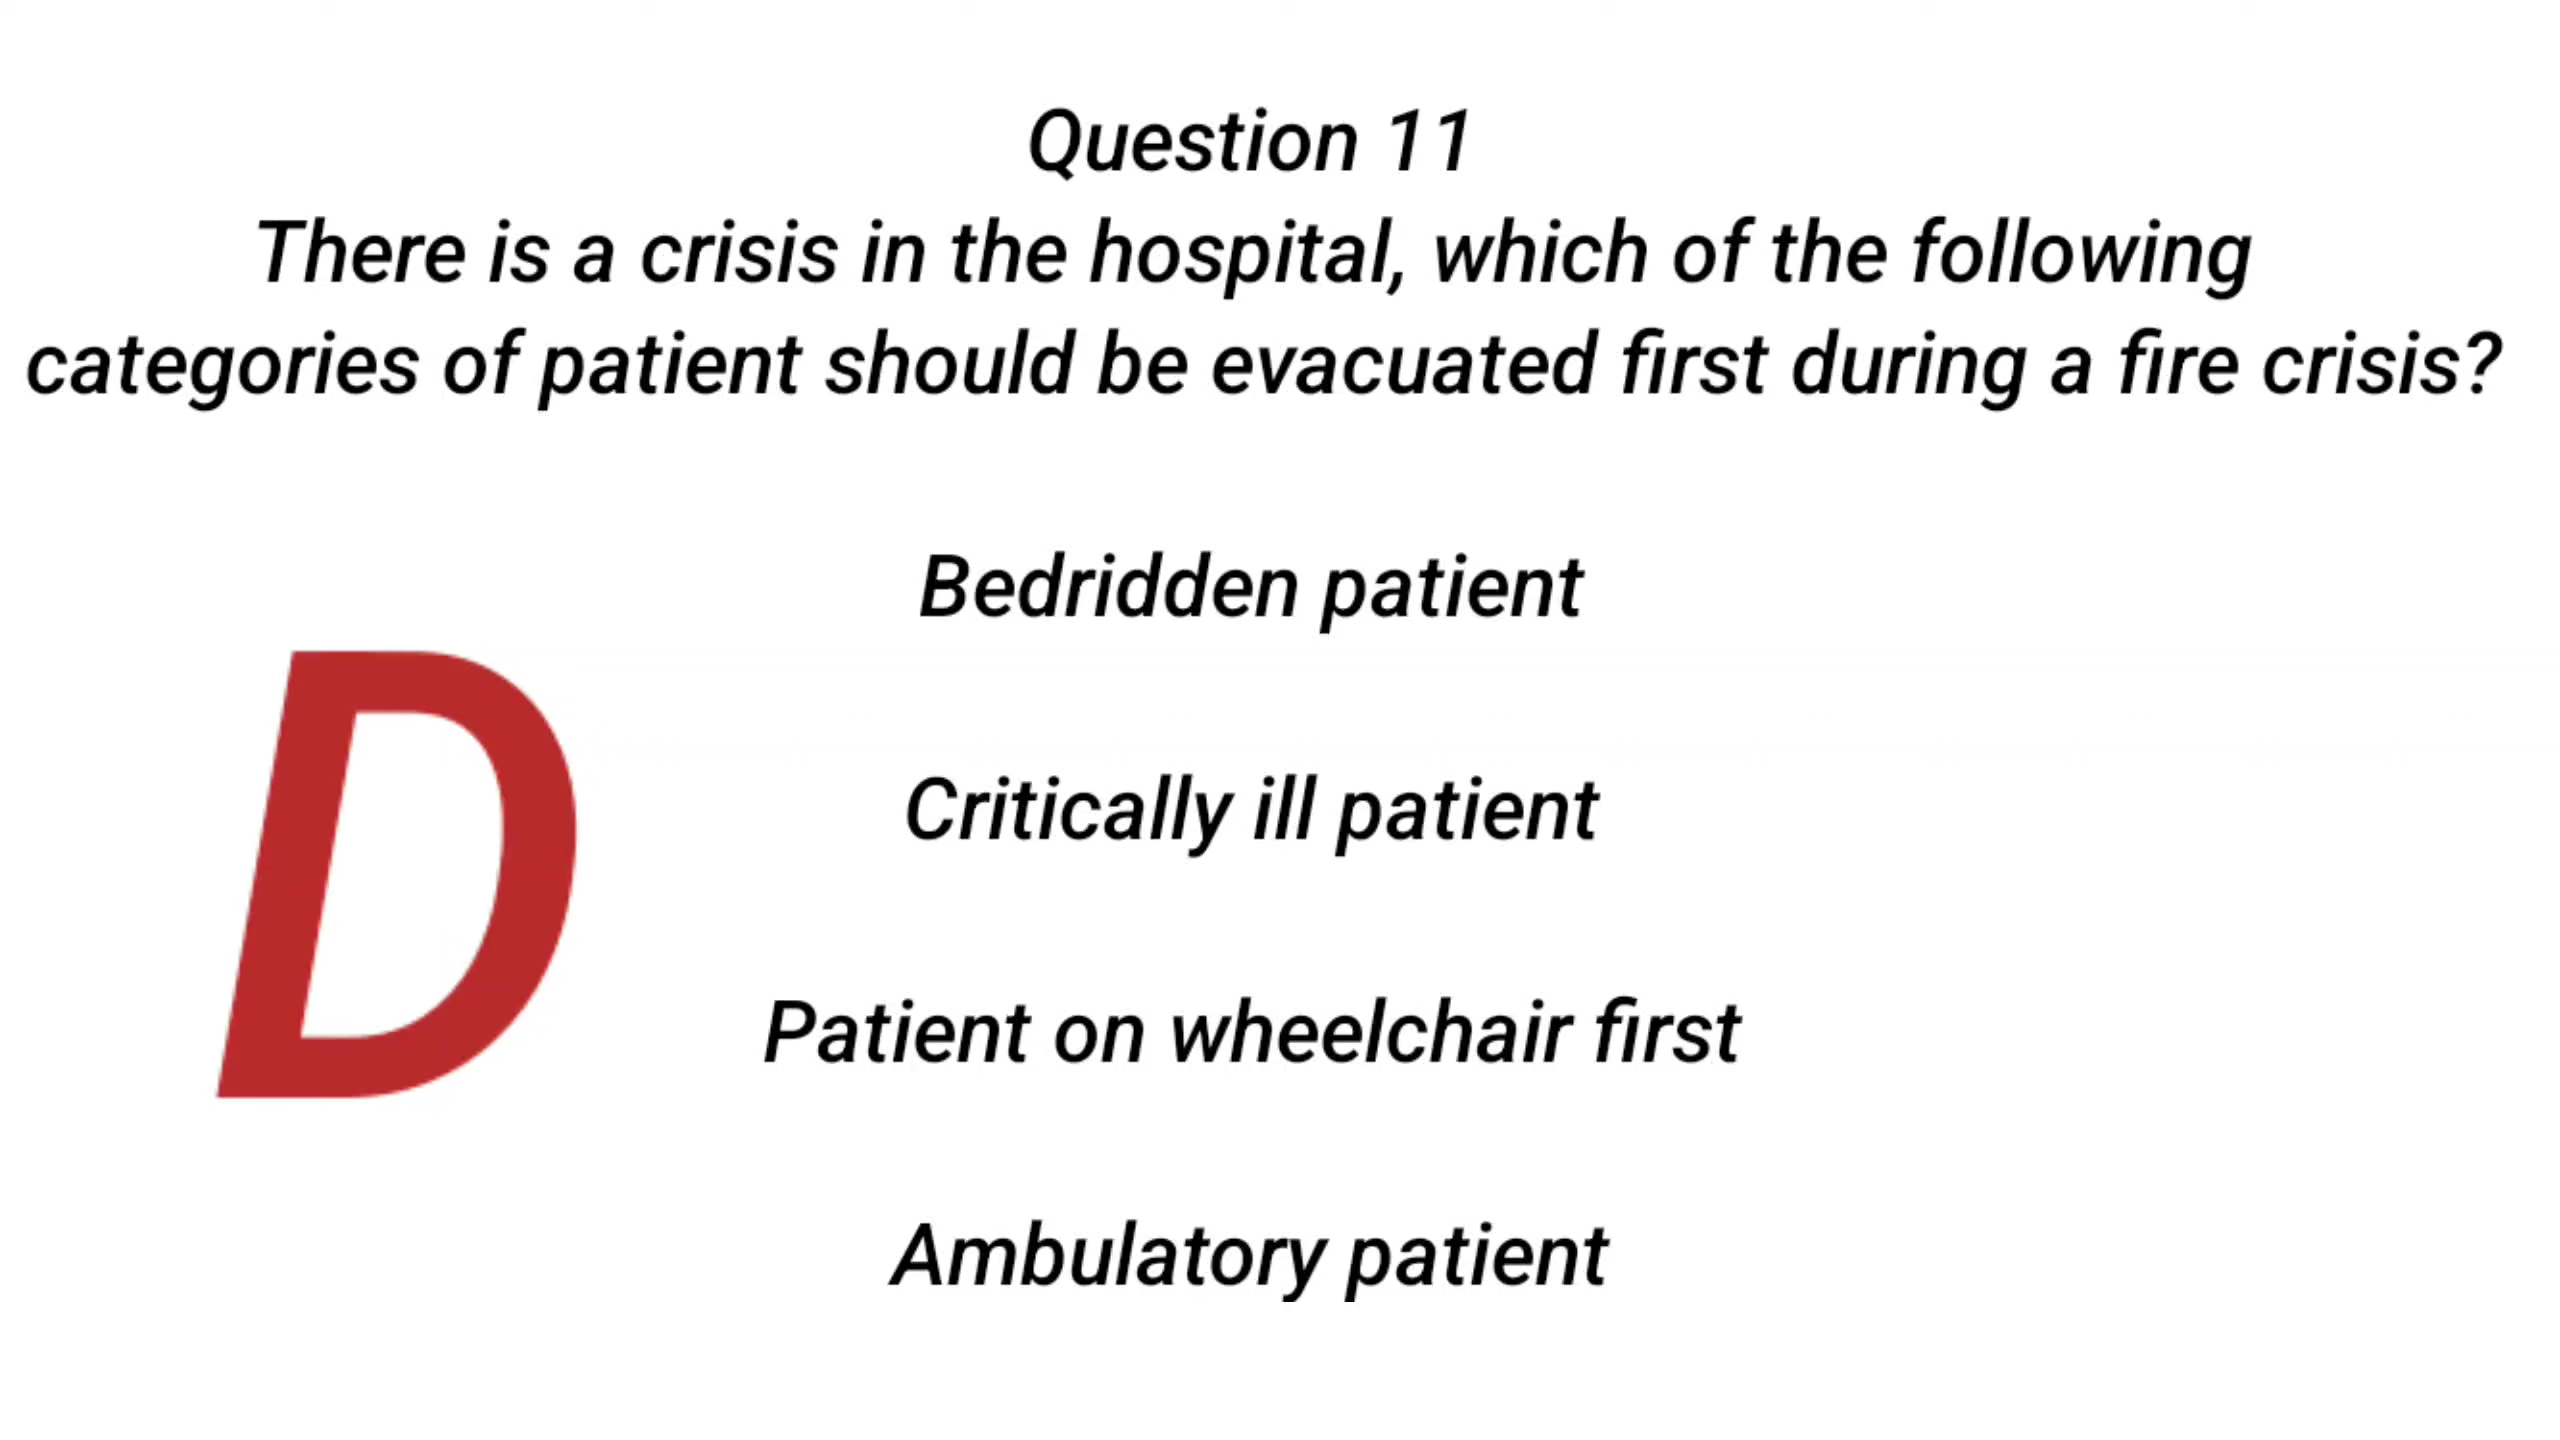 Question 11
There is a crisis in the hospital, which of the following
categories of patient should be evacuated first during a fire crisis?
Bedridden patient
D
Critically ill patient
Patient on wheelchair first
Ambulatory patient